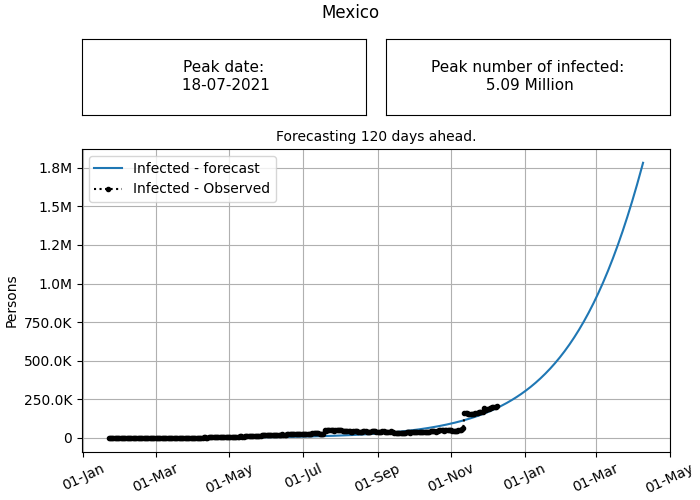 Mexico
Peak date:
18-07-2021
Peak number of infected:
5.09 Million
Forecasting 120 days ahead.
Infected - forecast
Infected - Observed
Persons
1.8M
1.5M
1.2M
1.0M
750.0K
500.0K
250.0K
0
01-Jan
01-Mar
01-May
01-Jul
01-Sep
01-Nov
01-Jan
01-Mar
01-May